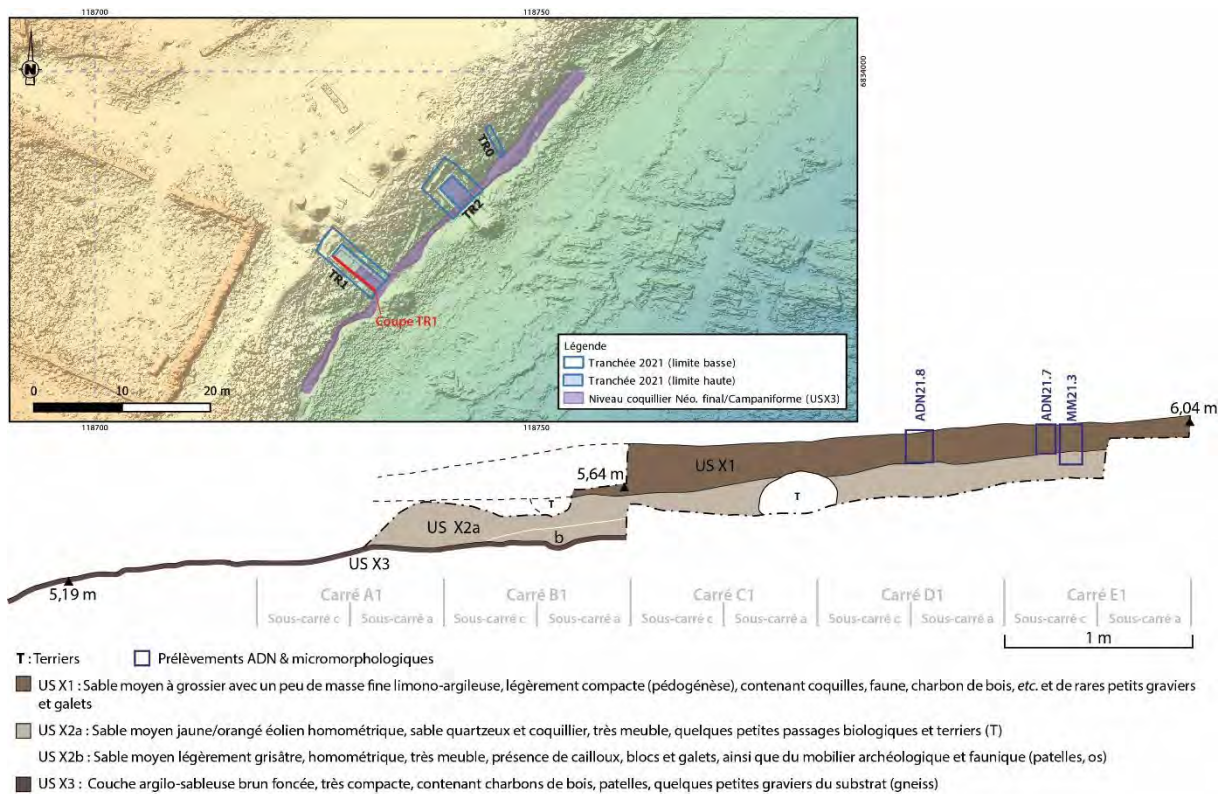 118700
118750
N
6834000
TR0
TR2
TR1
Coupe TR1
Légende
Tranchée 2021 (limite basse)
Tranchée 2021 (limite haute)
Niveau coquillier Néo. final/Campaniforme (USX3)
0 10 20 m
118700
118750
ADN21.8
ADN21.7
MM21.3
6,04 m
US X1
5,64 m
T
T
US X2a
b
US X3
5,19 m
Carré A1 Carré B1 Carré C1 Carré D1 Carré E1
Sous-carré c Sous-carré a Sous-carré c Sous-carré a Sous-carré c Sous-carré a Sous-carré c Sous-carré a Sous-carré c Sous-carré a
1 m
T : Terriers Prélèvements ADN & micromorphologiques
US X1 : Sable moyen à grossier avec un peu de masse fine limono-argileuse, légèrement compacte (pédogénèse), contenant coquilles, faune, charbon de bois, etc. et de rares petits graviers
et galets
US X2a : Sable moyen jaune/orangé éolien homométrique, sable quartzeux et coquillier, très meuble, quelques petites passages biologiques et terriers (T)
US X2b : Sable moyen légèrement grisâtre, homométrique, très meuble, présence de cailloux, blocs et galets, ainsi que du mobilier archéologique et faunique (patelles, os)
US X3 : Couche argilo-sableuse brun foncée, très compacte, contenant charbons de bois, patelles, quelques petites graviers du substrat (gneiss)